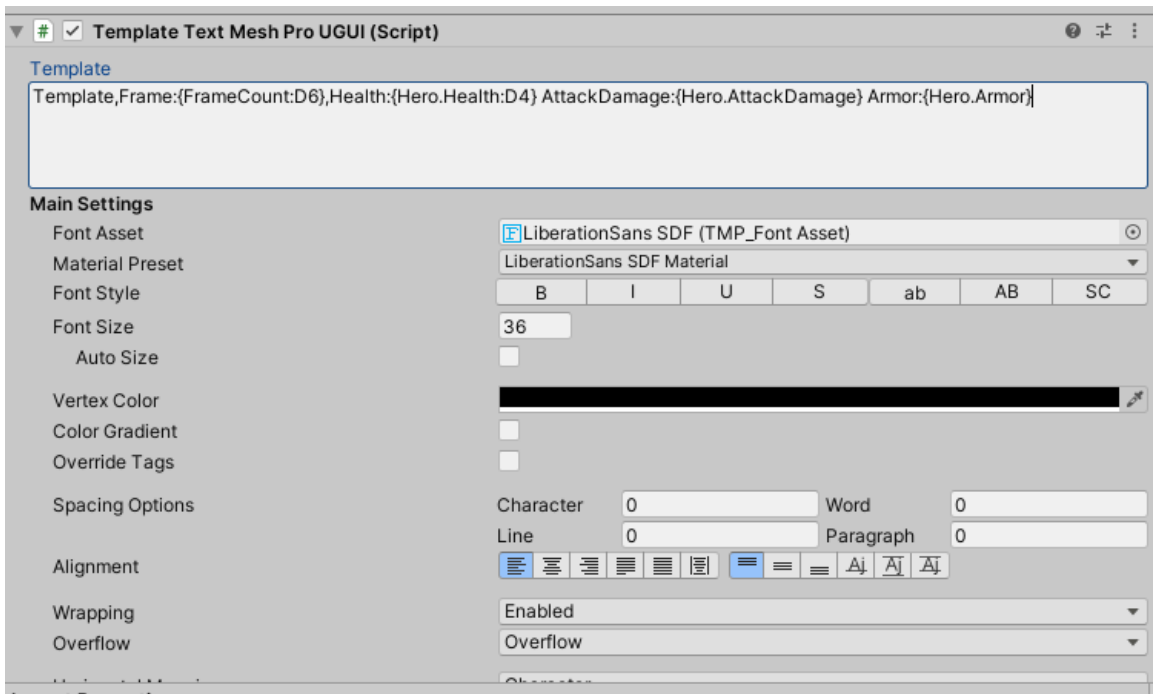 # Template Text Mesh Pro UGUI (Script)
Template
Template,Frame:{FrameCount:D6},Health:{Hero.Health:D4} AttackDamage:{Hero.AttackDamage} Armor:{Hero.Armor}
Main Settings
Font Asset F LiberationSans SDF (TMP_Font Asset)
Material Preset LiberationSans SDF Material
Font Style B I U S ab AB SC
Font Size 36
Auto Size
Vertex Color
Color Gradient
Override Tags
Spacing Options Character 0 Word 0
Line 0 Paragraph 0
Alignment
Wrapping Enabled
Overflow Overflow